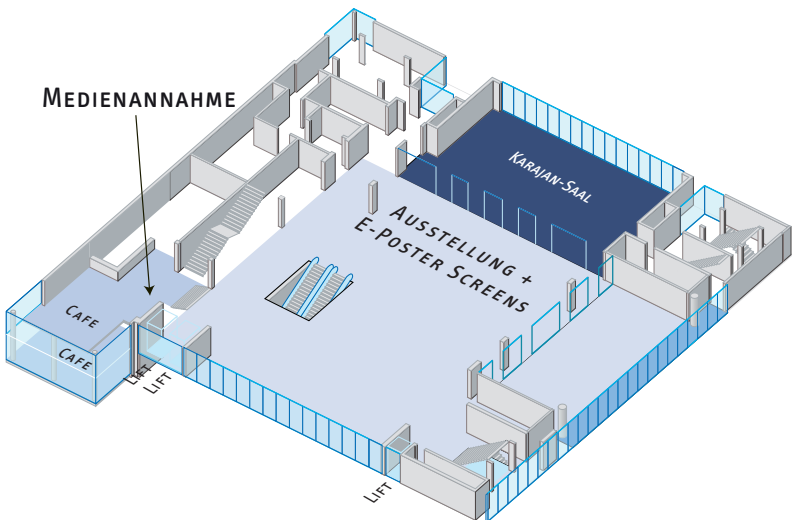 MEDIENANNAHME
KARAJAN-SAAL
AUSSTELLUNG +
E-POSTER SCREENS
CAFE
CAFE
LIFT
LIFT
LIFT